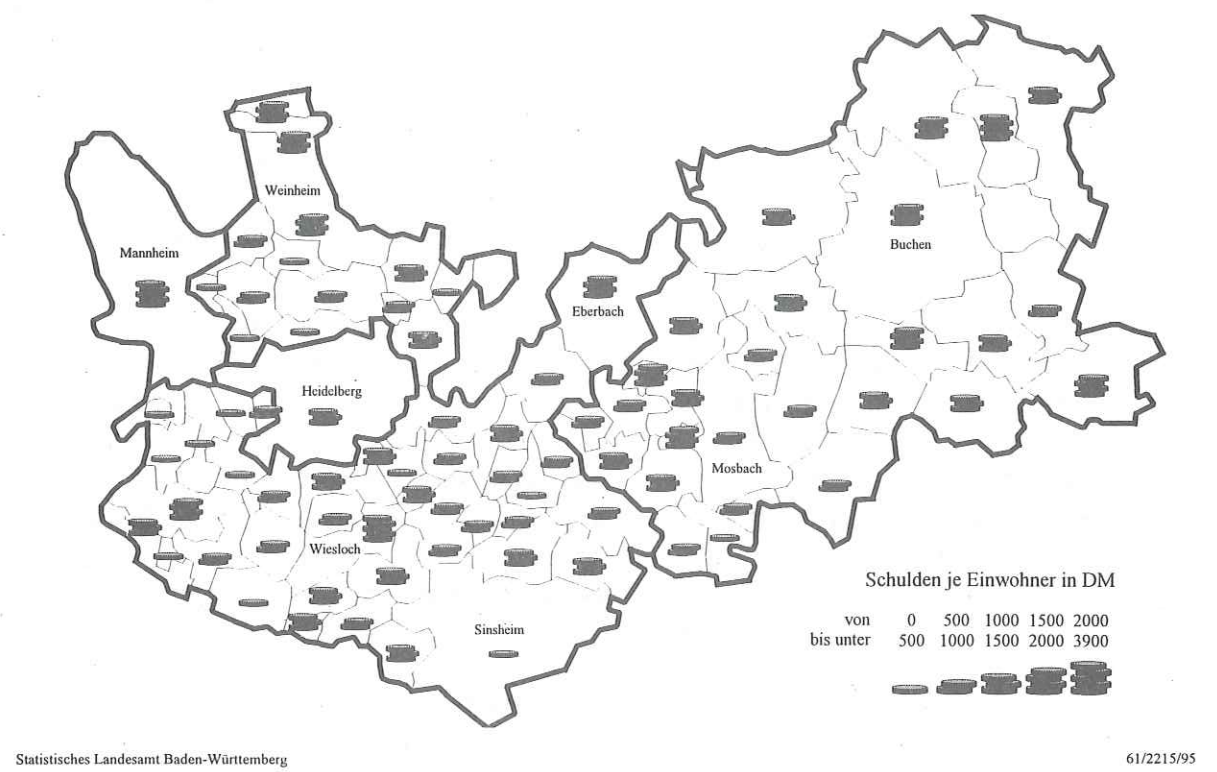 Weinheim
Mannheim
Buchen
Eberbach
Heidelberg
Mosbach
Wiesloch
Sinsheim
Schulden je Einwohner in DM
von 0 500 1000 1500 2000
bis unter 500 1000 1500 2000 3900
Statistisches Landesamt Baden-Württemberg 61/2215/95